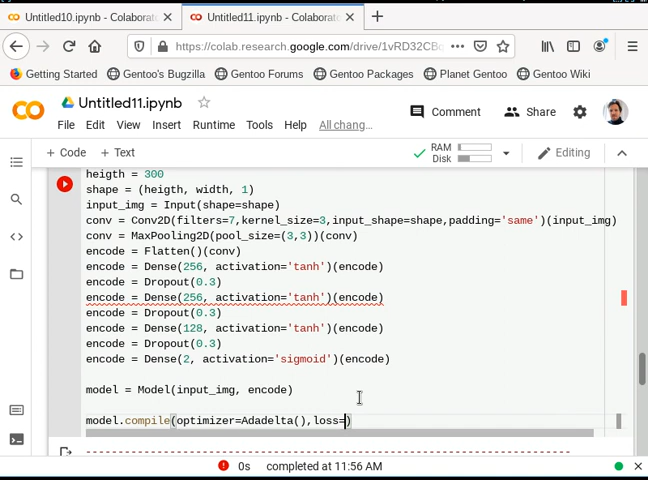 Untitled10.ipynb - Colaborat
Untitled11.ipynb - Colaborat
https://colab.research.google.com/drive/1vRD32CBc
Getting Started
Gentoo's Bugzilla
Gentoo Forums
Gentoo Packages
Planet Gentoo
Gentoo Wiki
Untitled11.ipynb
Comment
Share
File Edit View Insert Runtime Tools Help All chang…
+ Code + Text
RAM
Disk
Editing
heigth = 300
shape = (heigth, width, 1)
input_img = Input(shape=shape)
conv = Conv2D(filters=7,kernel_size=3,input_shape=shape,padding='same')(input_img)
conv = MaxPooling2D(pool_size=(3,3))(conv)
encode = Flatten()(conv)
encode = Dense(256, activation='tanh')(encode)
encode = Dropout(0.3)
encode = Dense(256, activation='tanh')(encode)
encode = Dropout(0.3)
encode = Dense(128, activation='tanh')(encode)
encode = Dropout(0.3)
encode = Dense(2, activation='sigmoid')(encode)
model = Model(input_img, encode)
model.compile(optimizer=Adadelta(),loss=)
0s completed at 11:56 AM